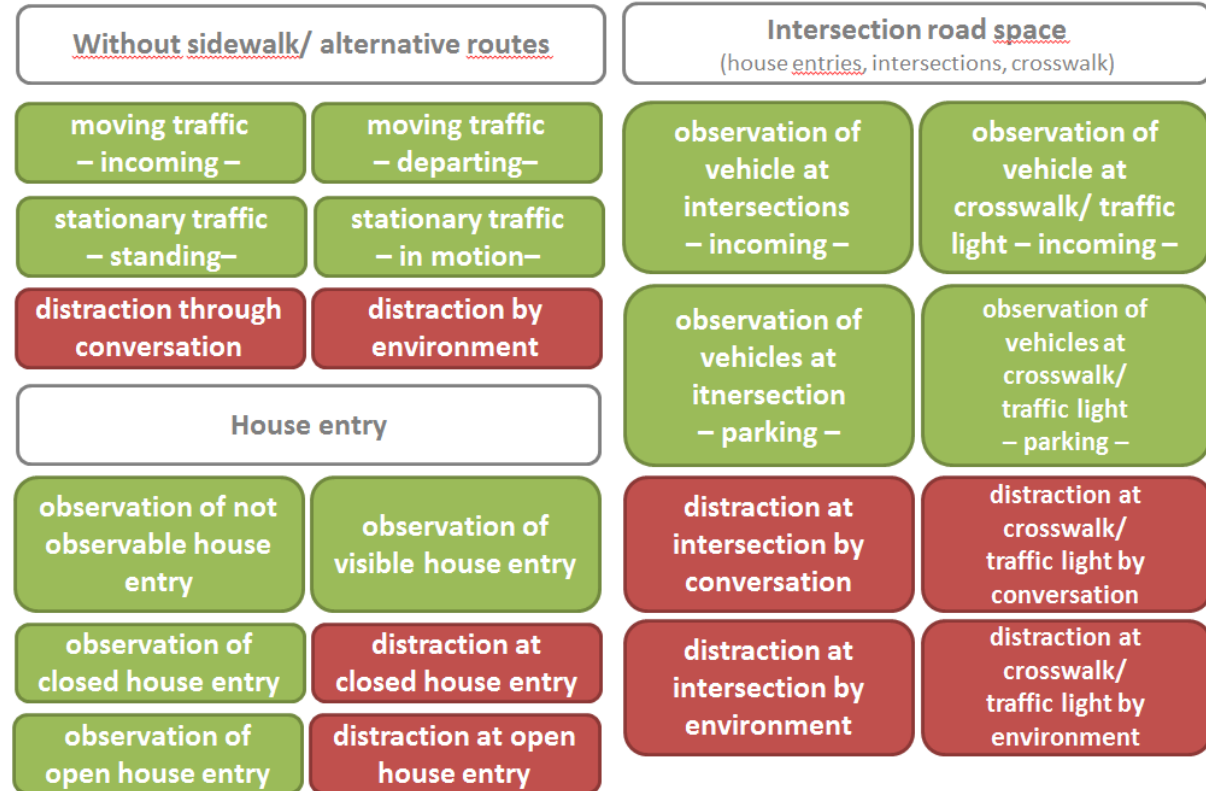 Without sidewalk/ alternative routes
moving traffic
– incoming –
moving traffic
– departing–
stationary traffic
– standing–
stationary traffic
– in motion–
distraction through
conversation
distraction by
environment
House entry
observation of not
observable house
entry
observation of
visible house entry
observation of
closed house entry
distraction at
closed house entry
observation of
open house entry
distraction at open
house entry
Intersection road space
(house entries, intersections, crosswalk)
observation of
vehicle at
intersections
– incoming –
observation of
vehicle at
crosswalk/ traffic
light – incoming –
observation of
vehicles at
itnersection
– parking –
observation of
vehicles at
crosswalk/
traffic light
– parking –
distraction at
intersection by
conversation
distraction at
crosswalk/
traffic light by
conversation
distraction at
intersection by
environment
distraction at
crosswalk/
traffic light by
environment